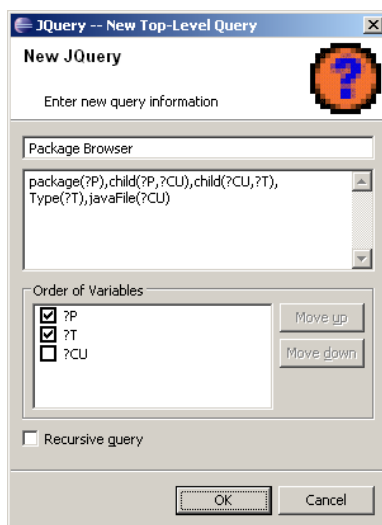 JQuery -- New Top-Level Query
New JQuery
Enter new query information
Package Browser
package(?P),child(?P,?CU),child(?CU,?T),
Type(?T),javaFile(?CU)
Order of Variables
?P
?T
?CU
Move up
Move down
Recursive query
OK
Cancel